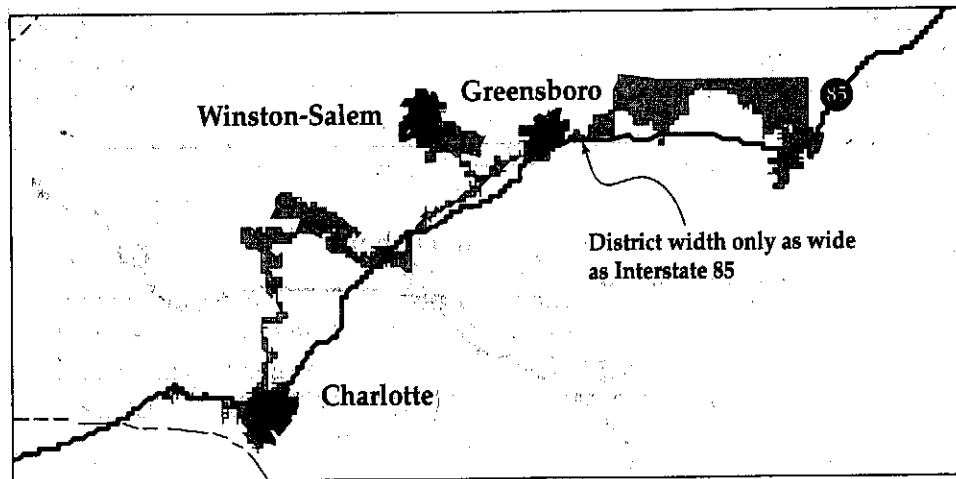 Greensboro
85
Winston-Salem
District width only as wide
as Interstate 85
Charlotte